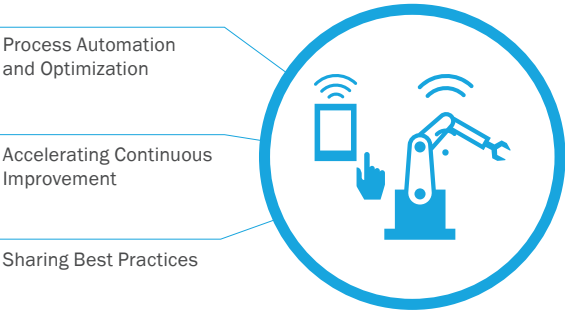 Process Automation
and Optimization
Accelerating Continuous
Improvement
Sharing Best Practices